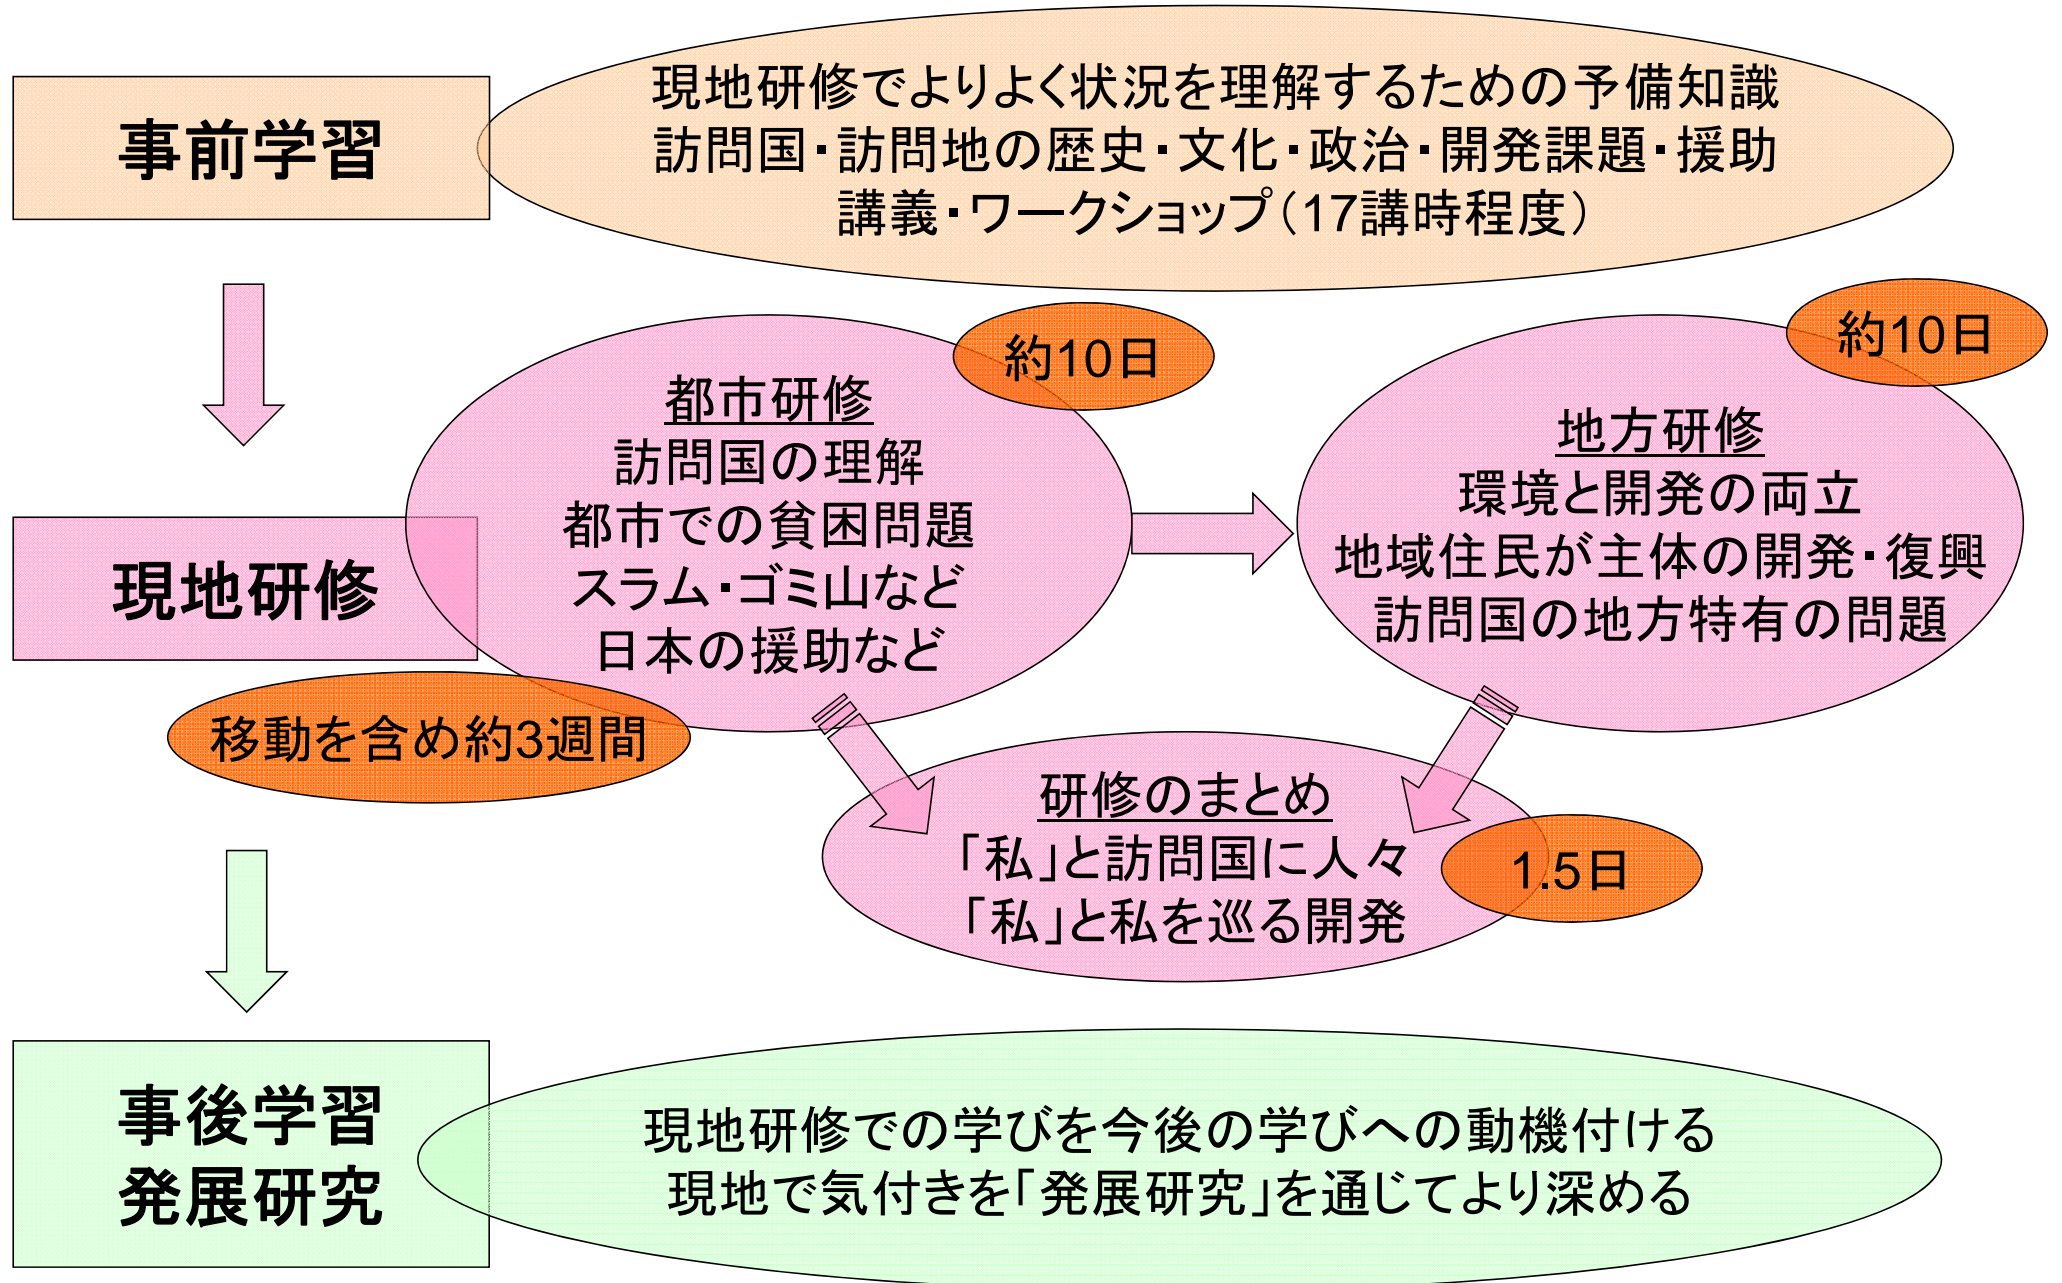 事前学習
現地研修でよりよく状況を理解するための予備知識
訪問国・訪問地の歴史・文化・政治・開発課題・援助
講義・ワークショップ（17講時程度）
現地研修
移動を含め約3週間
都市研修
訪問国の理解
都市での貧困問題
スラム・ゴミ山など
日本の援助など
約10日
地方研修
環境と開発の両立
地域住民が主体の開発・復興
訪問国の地方特有の問題
約10日
研修のまとめ
「私」と訪問国に人々
「私」と私を巡る開発
1.5日
事後学習
発展研究
現地研修での学びを今後の学びへの動機付ける
現地で気付きを「発展研究」を通じてより深める